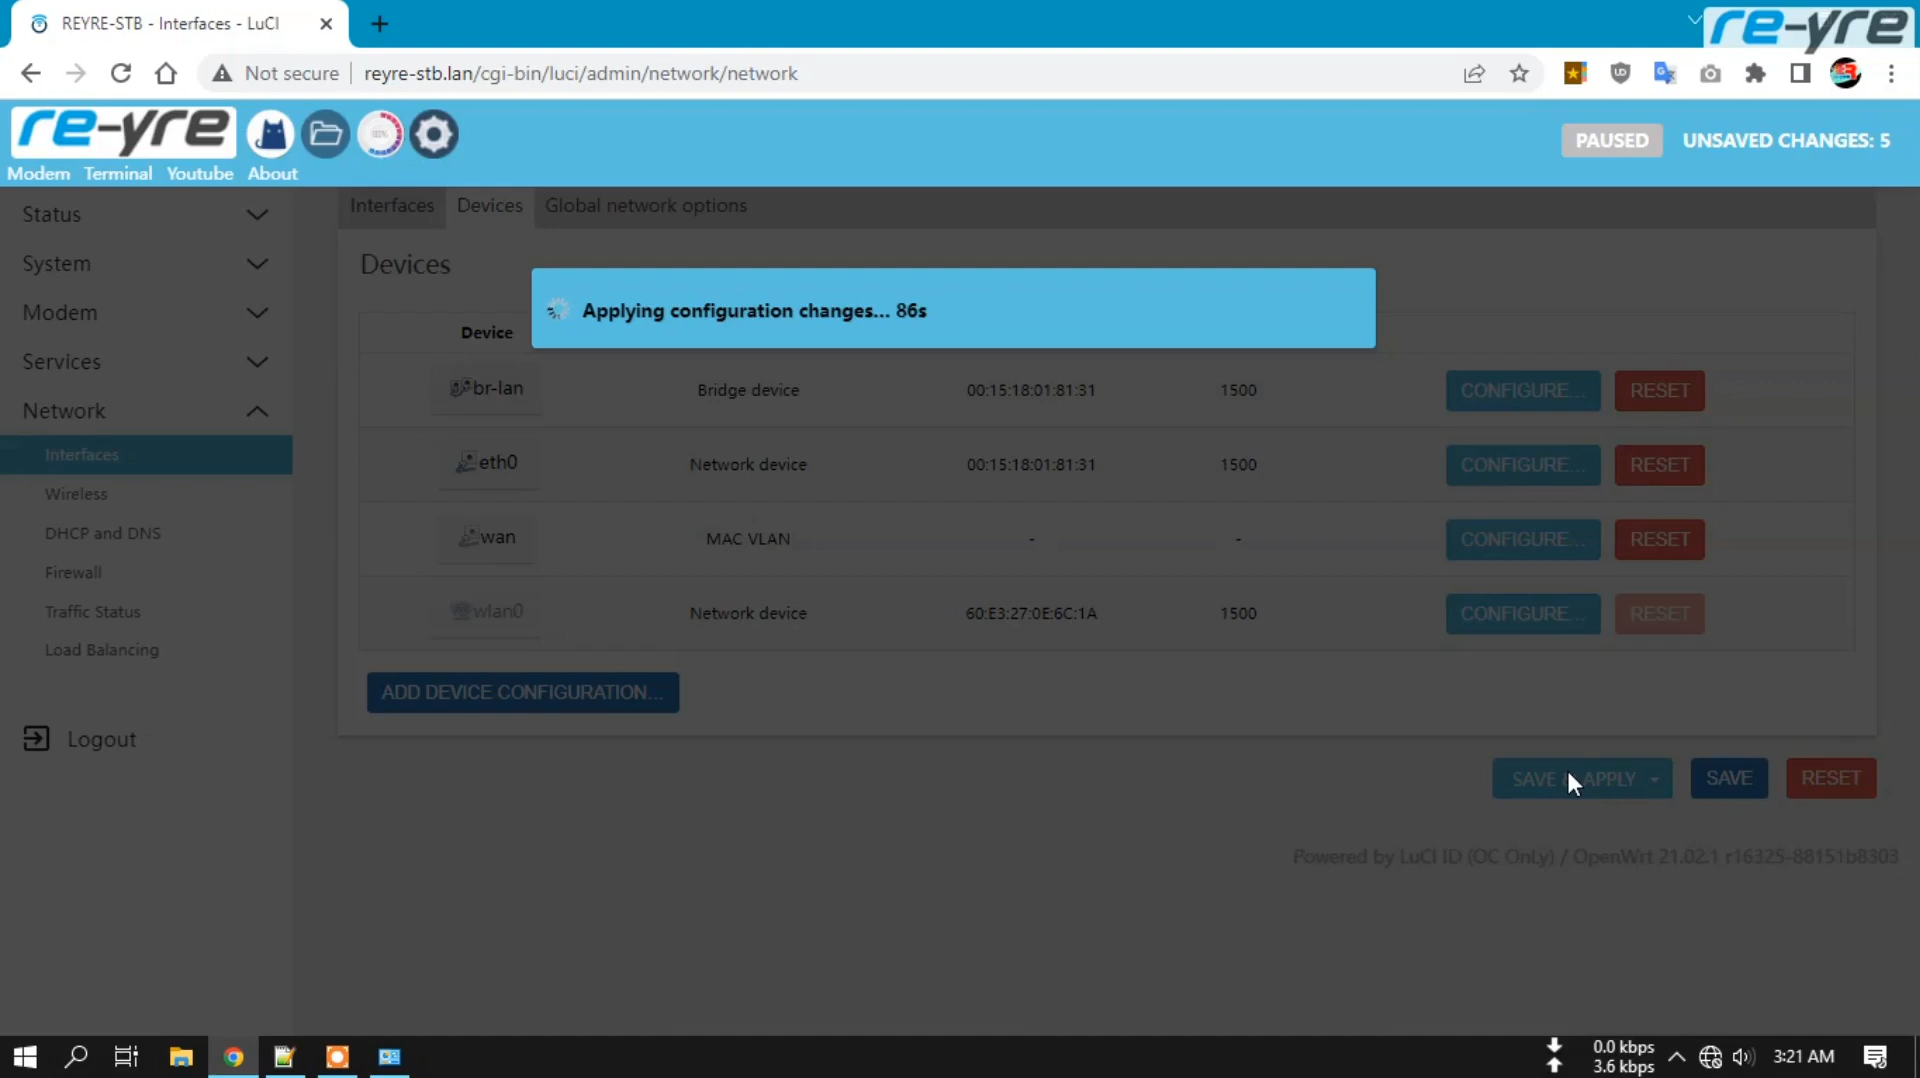 REYRE-STB - Interfaces - LuCI
re-yre
Not secure
reyre-stb.lan/cgi-bin/luci/admin/network/network
re-yre
Modem Terminal Youtube About
PAUSED
UNSAVED CHANGES: 5
Status
System
Modem
Services
Network
Interfaces
Wireless
DHCP and DNS
Firewall
Traffic Status
Load Balancing
Logout
Interfaces Devices Global network options
Devices
Applying configuration changes... 86s
Device
br-lan Bridge device 00:15:18:01:81:31 1500 CONFIGURE... RESET
eth0 Network device 00:15:18:01:81:31 1500 CONFIGURE... RESET
wan MAC VLAN - - CONFIGURE... RESET
wlan0 Network device 60:E3:27:0E:6C:1A 1500 CONFIGURE... RESET
ADD DEVICE CONFIGURATION...
SAVE & APPLY SAVE RESET
Powered by LuCI ID (OC OnLy) / OpenWrt 21.02.1 r16325-88151b8303
0.0 kbps
3.6 kbps
3:21 AM